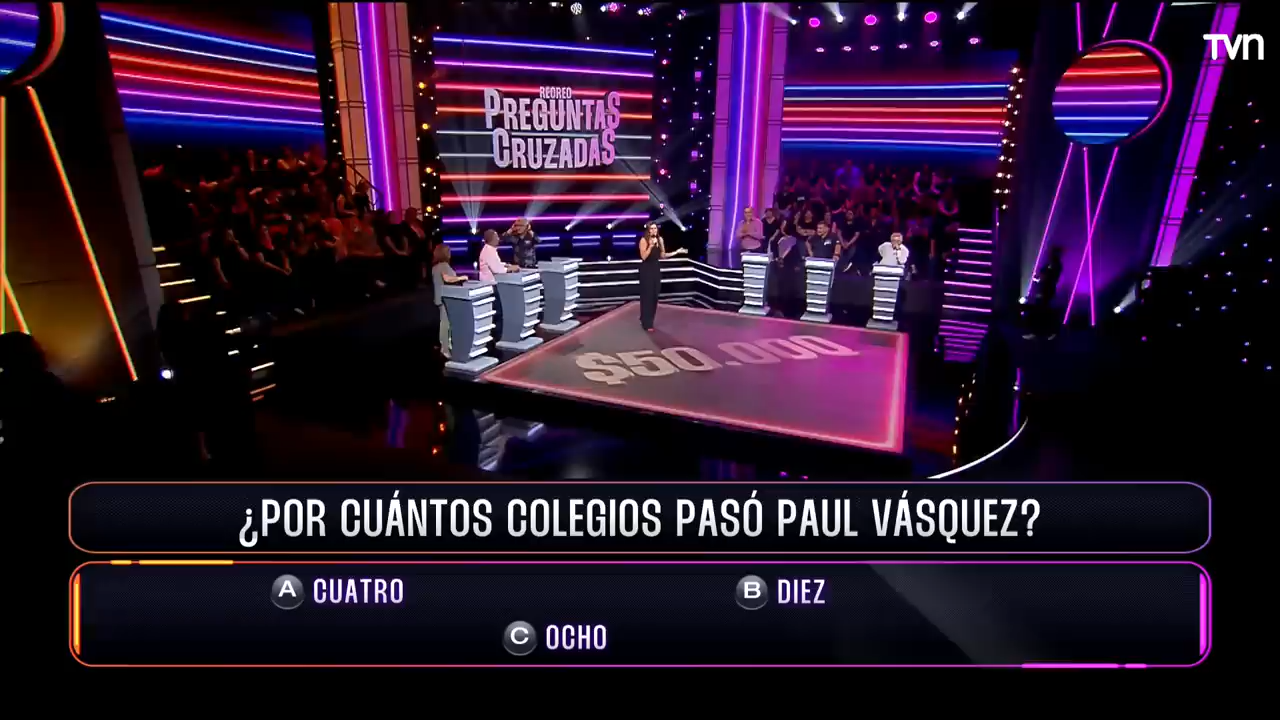 TVN
RECREO
PREGUNTAS
CRUZADAS
$50.000
¿POR CUÁNTOS COLEGIOS PASÓ PAUL VÁSQUEZ?
A CUATRO
B DIEZ
C OCHO